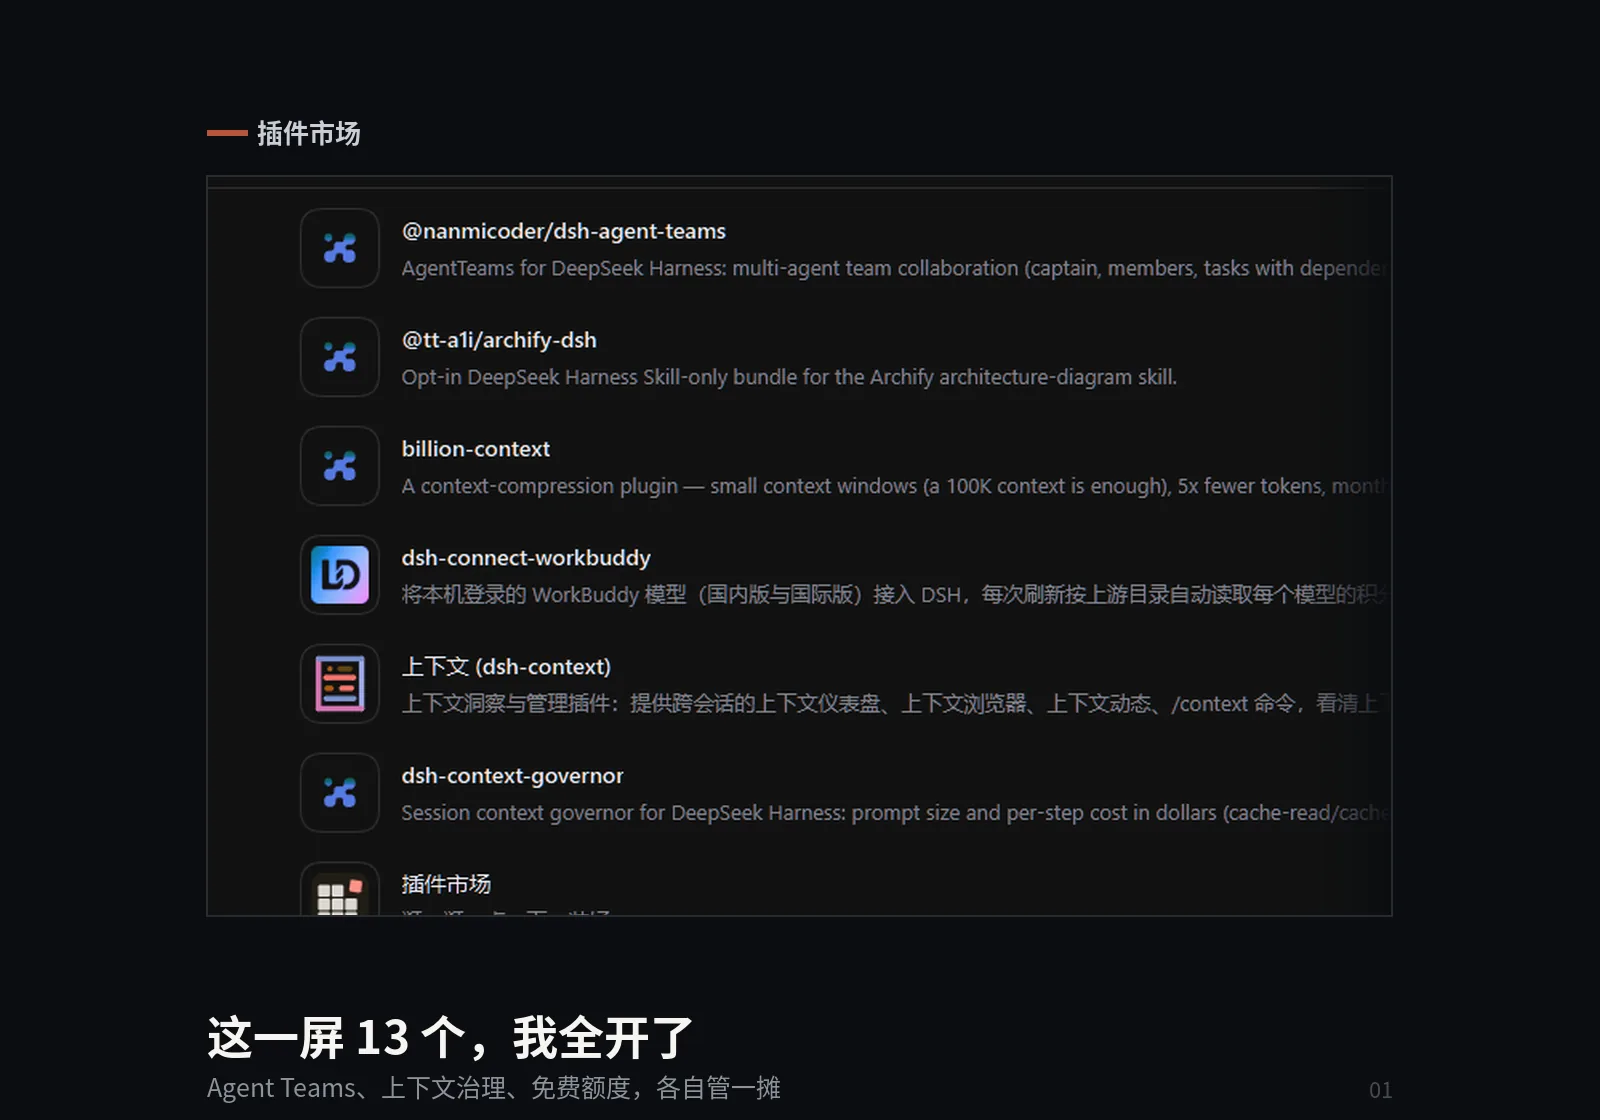 插件市场
@nanmicoder/dsh-agent-teams
AgentTeams for DeepSeek Harness: multi-agent team collaboration (captain, members, tasks with depende
@tt-a1i/archify-dsh
Opt-in DeepSeek Harness Skill-only bundle for the Archify architecture-diagram skill.
billion-context
A context-compression plugin — small context windows (a 100K context is enough), 5x fewer tokens, month
dsh-connect-workbuddy
将本机登录的 WorkBuddy 模型（国内版与国际版）接入 DSH，每次刷新按上游目录自动读取每个模型的积分
上下文 (dsh-context)
上下文洞察与管理插件：提供跨会话的上下文仪表盘、上下文浏览器、上下文动态、/context 命令，看清上下
dsh-context-governor
Session context governor for DeepSeek Harness: prompt size and per-step cost in dollars (cache-read/cache
插件市场
这一屏 13 个，我全开了
Agent Teams、上下文治理、免费额度，各自管一摊
01